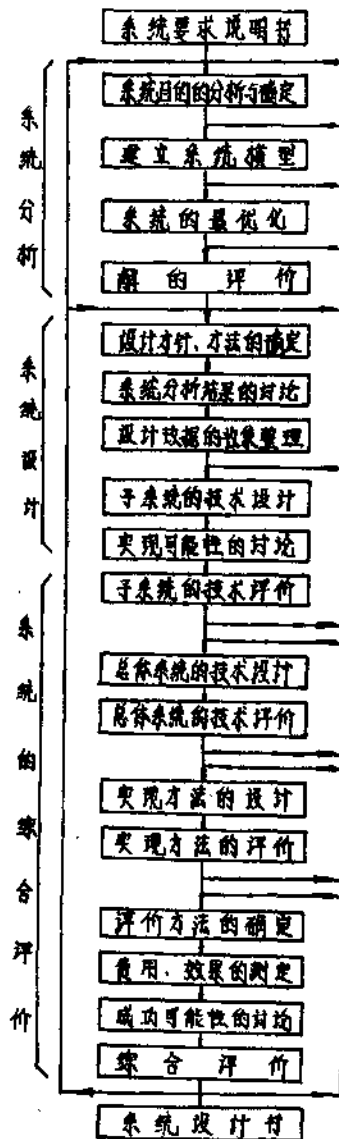 系统要求说明书
系统目的的分析与确定
建立系统模型
系统的最优化
解的评价
系统分析
设计方针、方法的确定
系统分析结果的讨论
设计数据的收集整理
子系统的技术设计
实现可能性的讨论
系统设计
子系统的技术评价
总体系统的技术设计
总体系统的技术评价
实现方法的设计
实现方法的评价
评价方法的确定
费用、效果的测定
成功可能性的讨论
综合评价
系统的综合评价
系统设计书